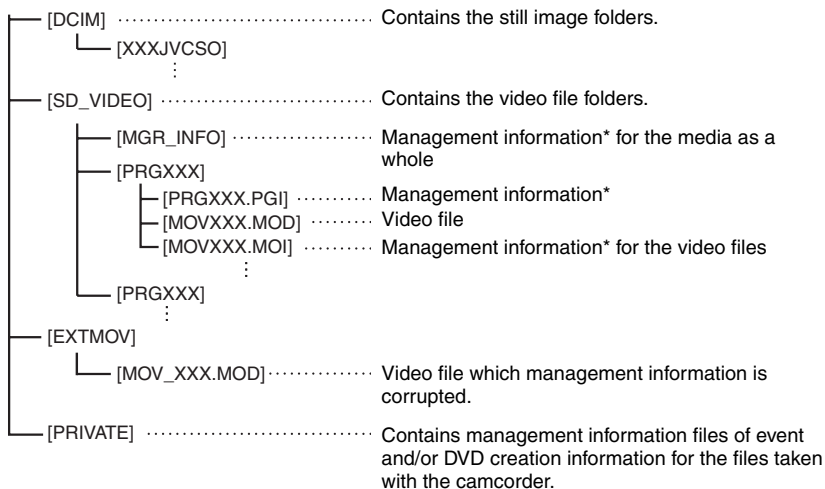 [DCIM] Contains the still image folders.
[XXXJVCSO]
[SD_VIDEO] Contains the video file folders.
[MGR_INFO] Management information* for the media as a
whole
[PRGXXX]
[PRGXXX.PGI] Management information*
[MOVXXX.MOD] Video file
[MOVXXX.MOI] Management information* for the video files
[PRGXXX]
[EXTMOV]
[MOV_XXX.MOD] Video file which management information is
corrupted.
[PRIVATE] Contains management information files of event
and/or DVD creation information for the files taken
with the camcorder.